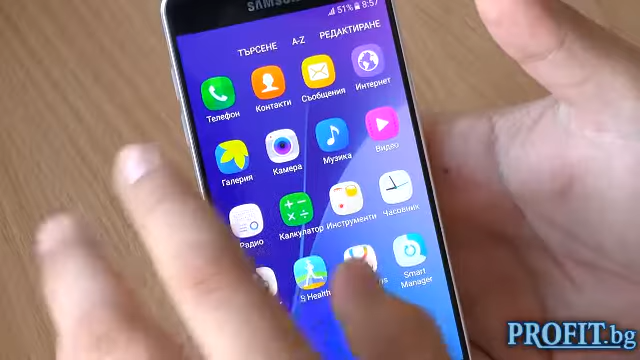 SAMSUNG
51% 8:57
ТЪРСЕНЕ A-Z РЕДАКТИРАНЕ
Телефон Контакти Съобщения Интернет
Галерия Камера Музика Видео
Радио Калкулатор Инструменти Часовник
S Health Smart
Manager
PROFIT.bg